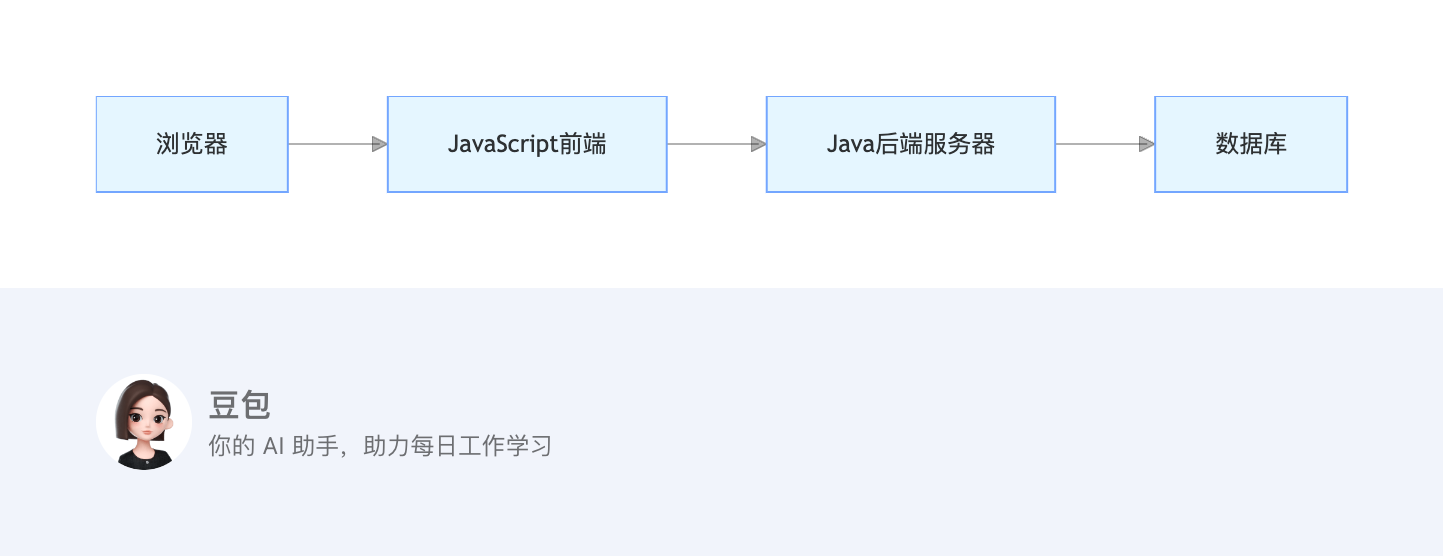 浏览器
JavaScript前端
Java后端服务器
数据库
豆包
你的 AI 助手，助力每日工作学习